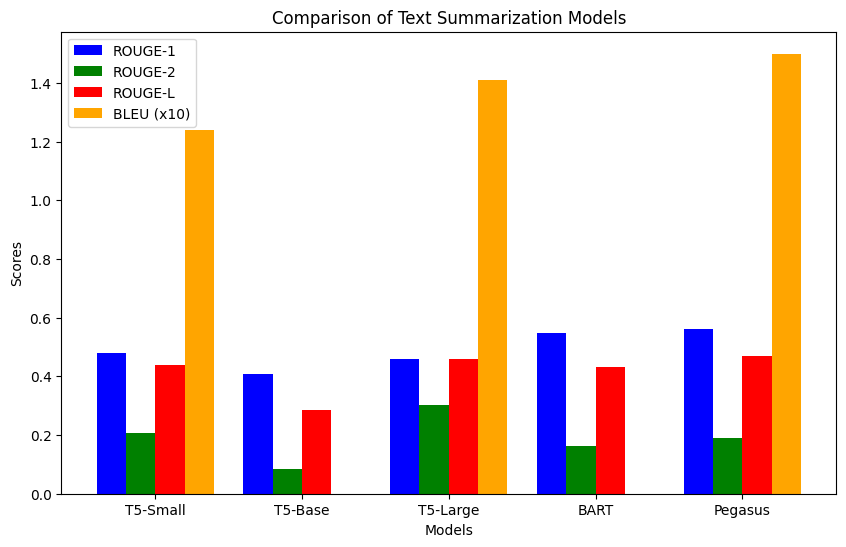 Comparison of Text Summarization Models
ROUGE-1
ROUGE-2
ROUGE-L
BLEU (x10)
1.4
1.2
1.0
0.8
0.6
0.4
0.2
0.0
Scores
T5-Small T5-Base T5-Large BART Pegasus
Models